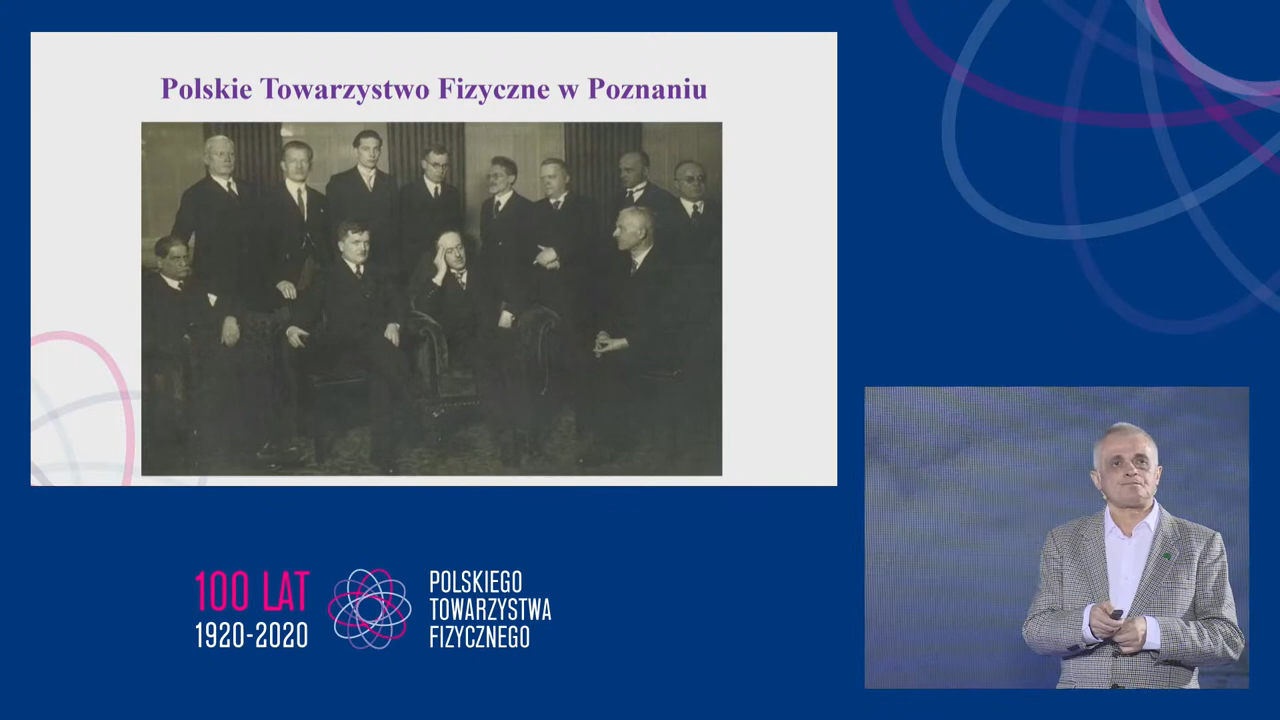 Polskie Towarzystwo Fizyczne w Poznaniu
100 LAT
1920-2020
POLSKIEGO
TOWARZYSTWA
FIZYCZNEGO